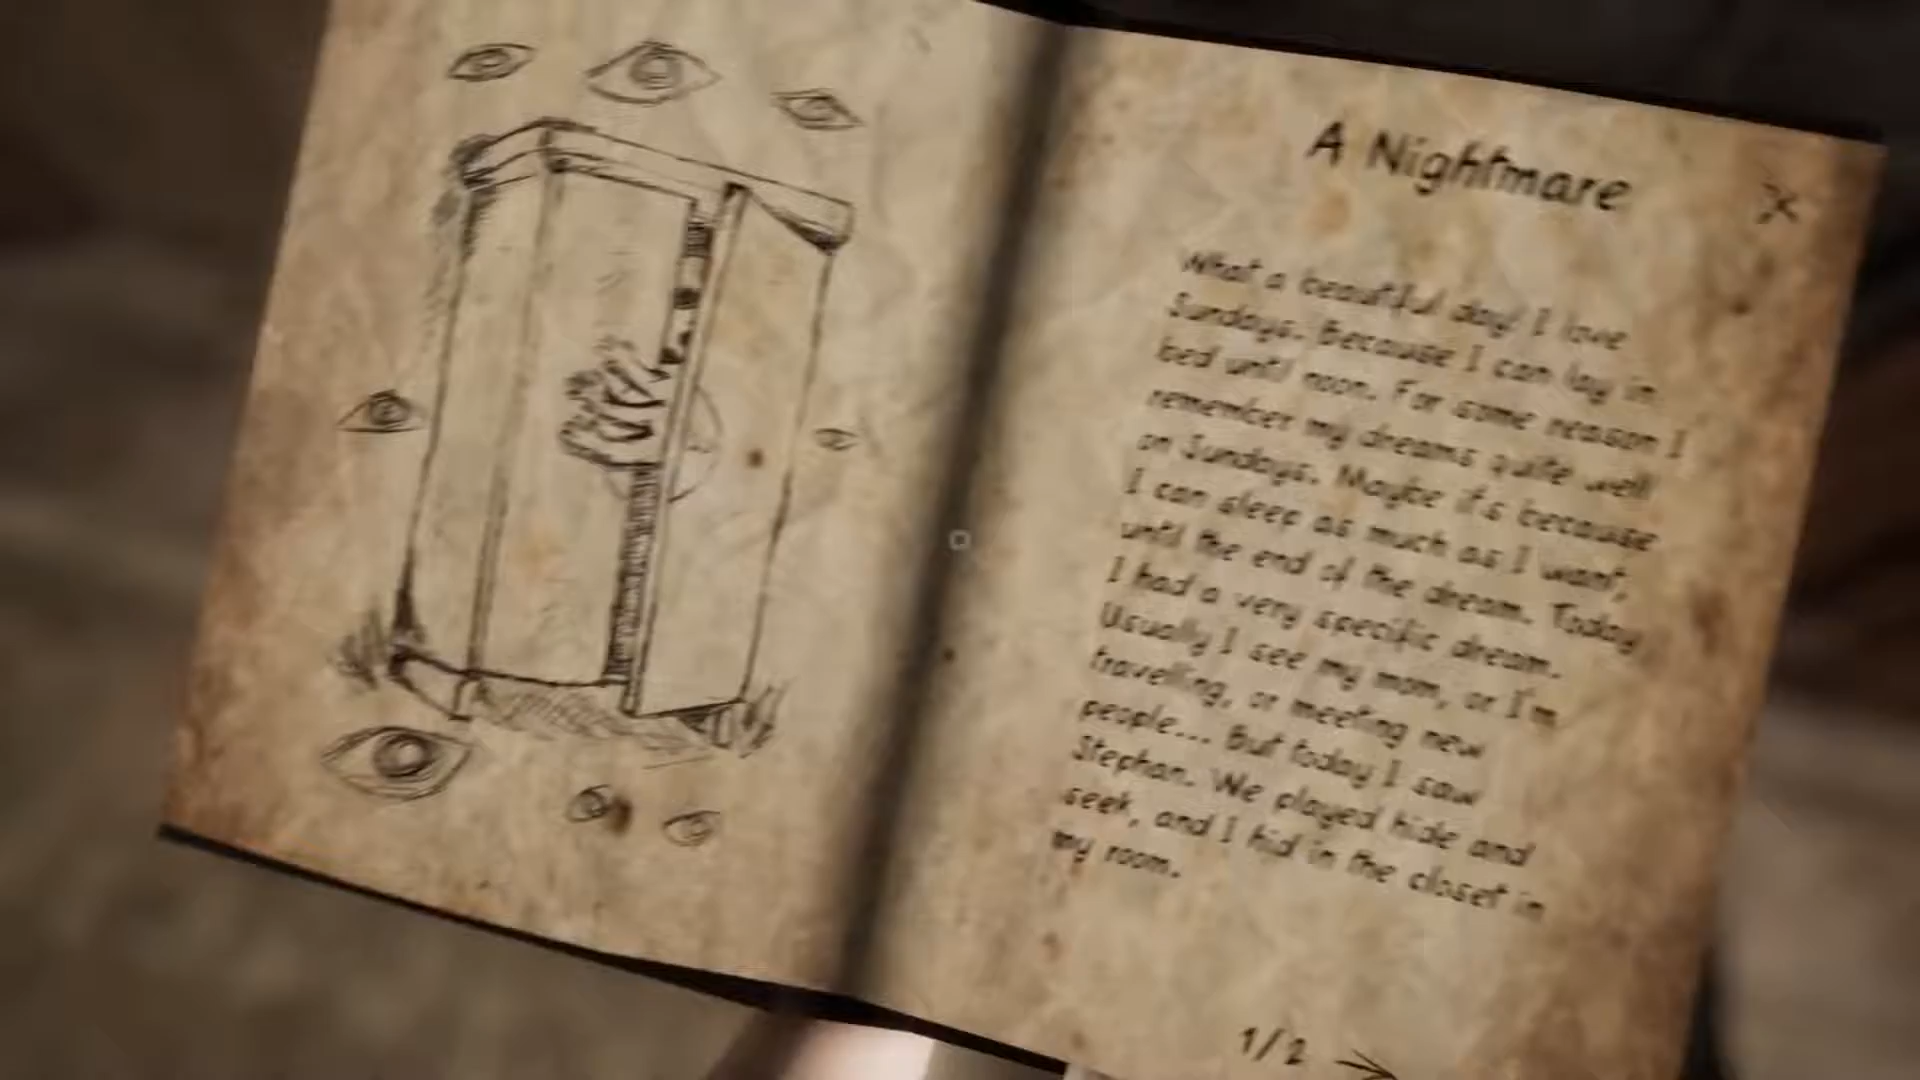 A Nightmare
What a beautiful day! I love
Sundays. Because I can lay in
bed until noon. For some reason I
remember my dreams quite well
on Sundays. Maybe it's because
I can sleep as much as I want,
until the end of the dream. Today
I had a very specific dream.
Usually I see my mom, or I'm
travelling, or meeting new
people... But today I saw
Stephan. We played hide and
seek, and I hid in the closet in
my room.
1/2